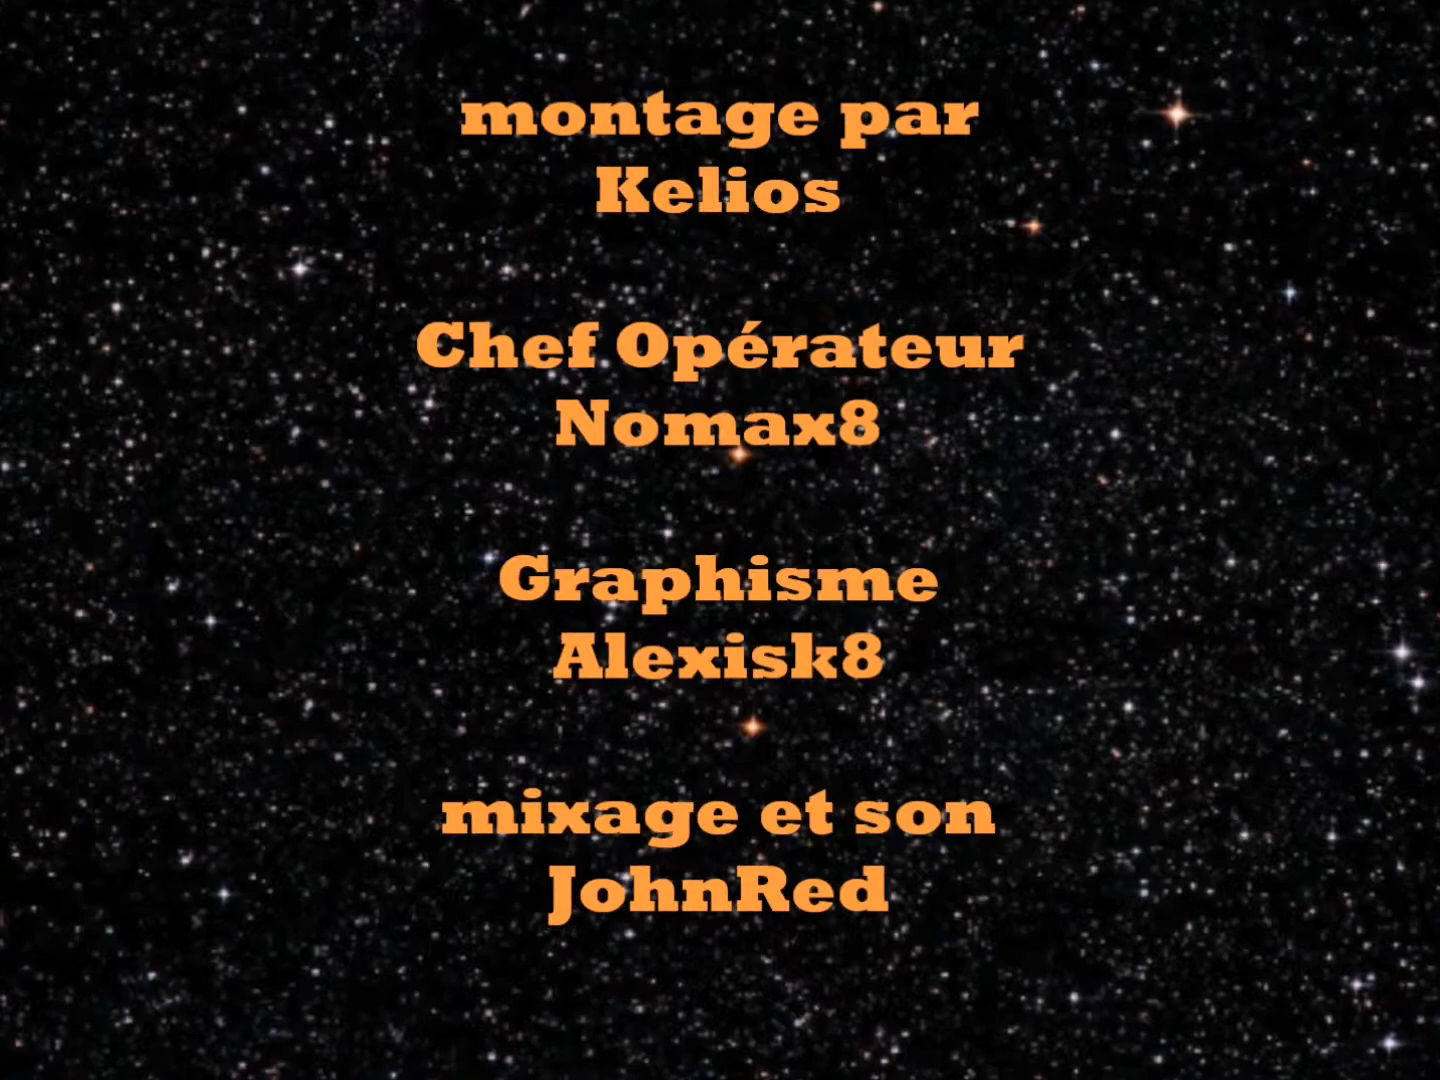 montage par
Kelios
Chef Opérateur
Nomax8
Graphisme
Alexisk8
mixage et son
JohnRed